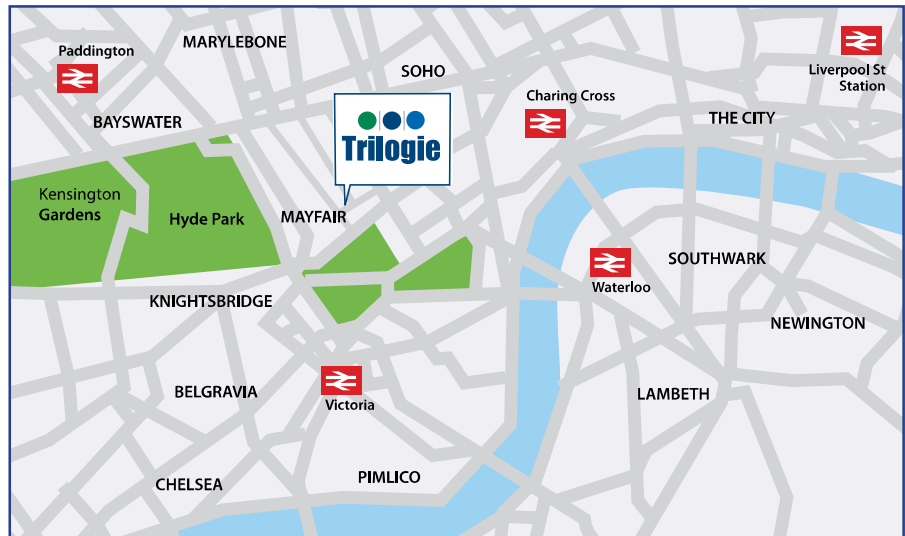 MARYLEBONE
Paddington
SOHO
Liverpool St
Station
Charing Cross
THE CITY
BAYSWATER
Trilogie
Kensington
Gardens
Hyde Park
MAYFAIR
SOUTHWARK
Waterloo
KNIGHTSBRIDGE
NEWINGTON
BELGRAVIA
LAMBETH
Victoria
PIMLICO
CHELSEA